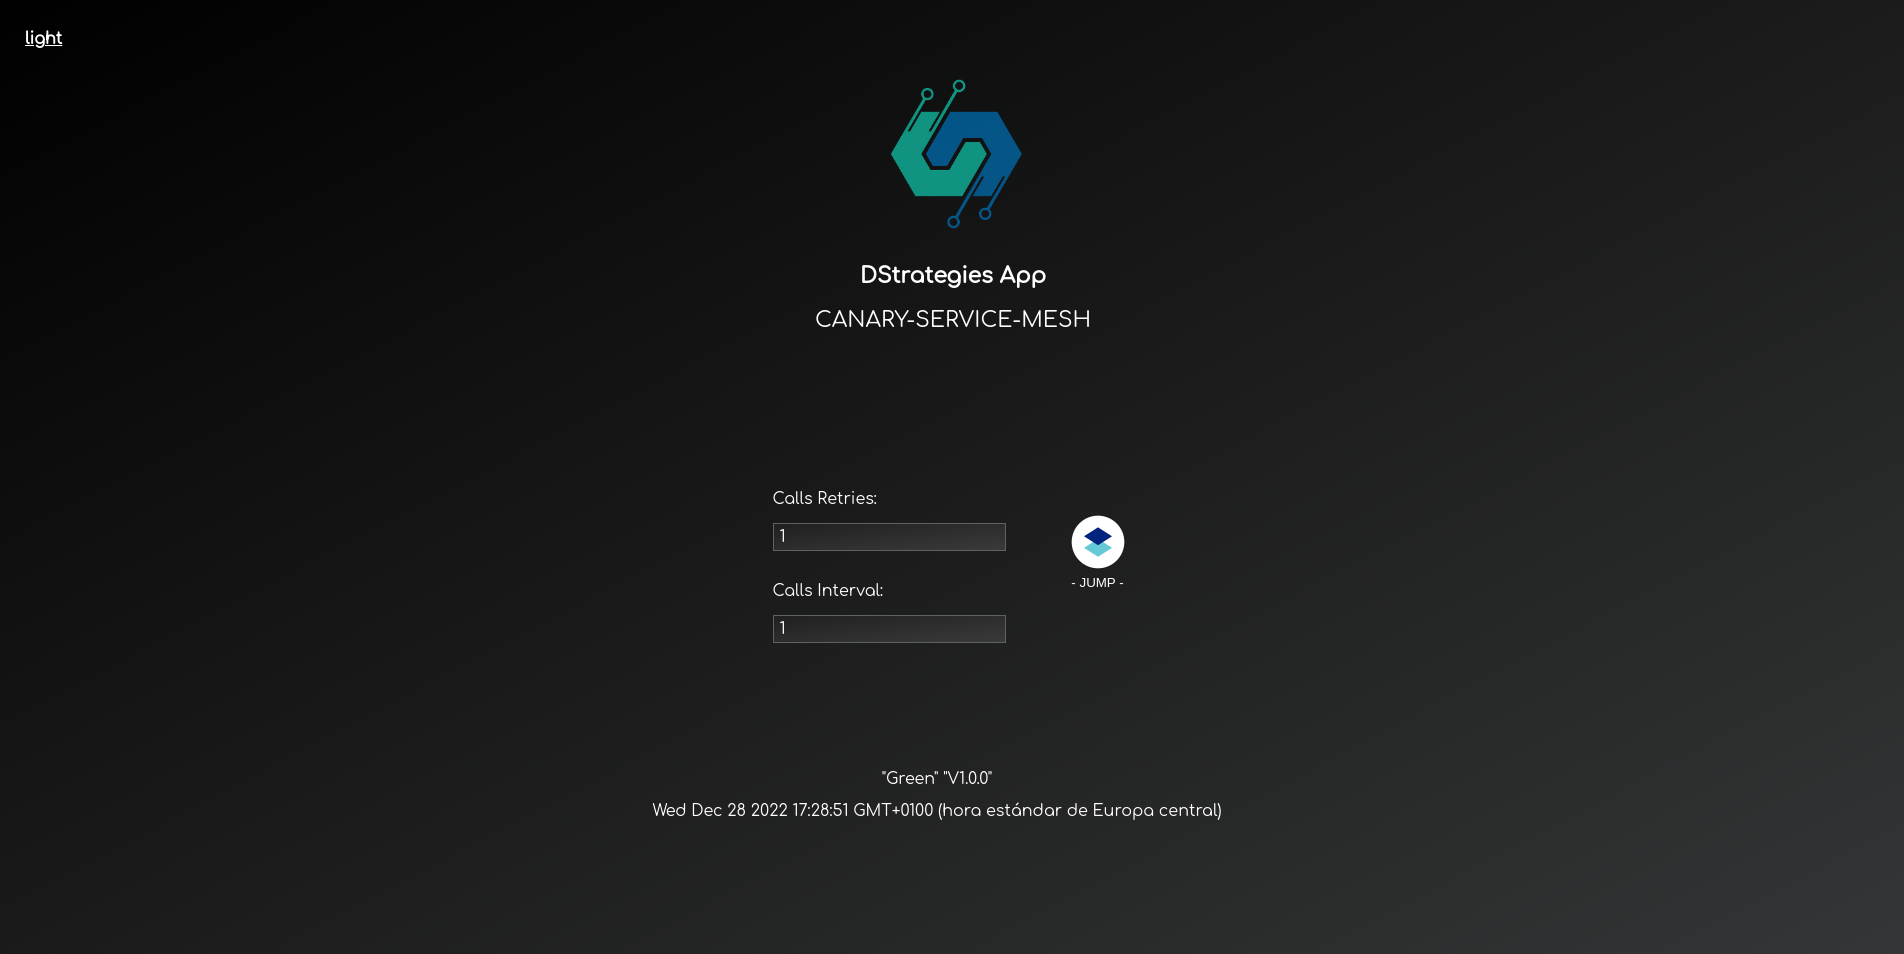 light
DStrategies App
CANARY-SERVICE-MESH
Calls Retries:
1
- JUMP -
Calls Interval:
1
"Green" "V1.0.0"
Wed Dec 28 2022 17:28:51 GMT+0100 (hora estándar de Europa central)